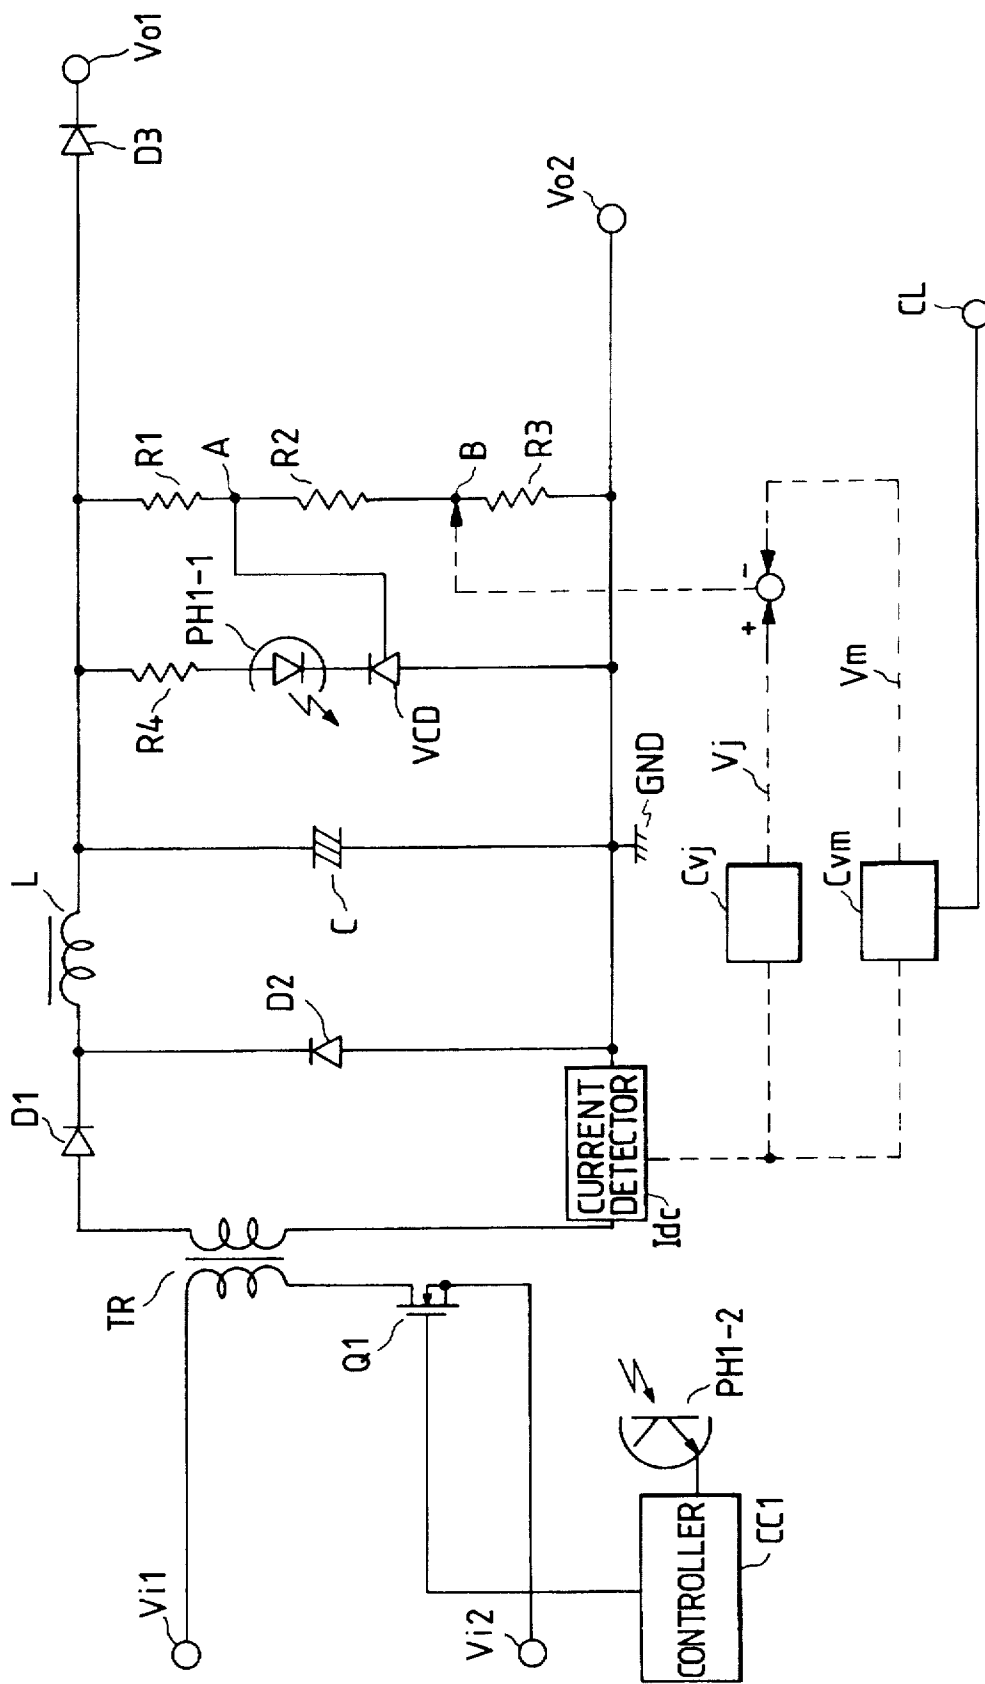 Vo1
D3
Vo2
CL
R1
A
R2
B
R3
PH1-1
R4
VCD
-
+
Vm
Vj
GND
L
C
Cvj
Cvm
D2
D1
CURRENT
DETECTOR
Idc
TR
Q1
PH1-2
Vi1
Vi2
CONTROLLER
CC1